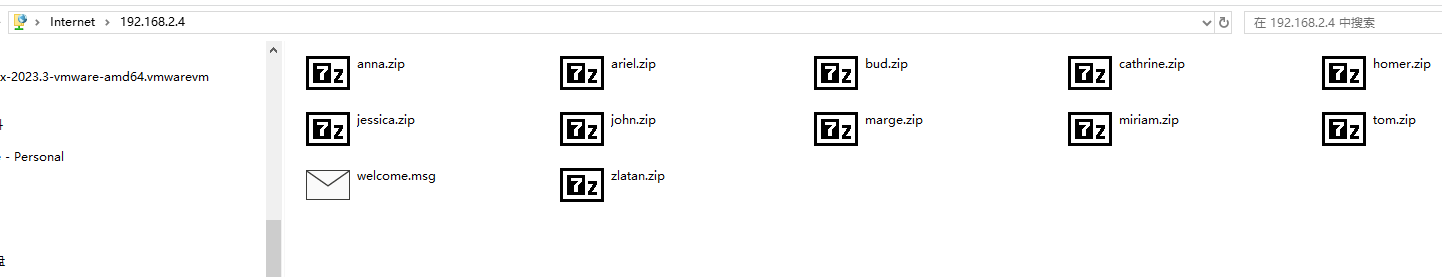 Internet > 192.168.2.4
在 192.168.2.4 中搜索
x-2023.3-vmware-amd64.vmwarevm
- Personal
anna.zip ariel.zip bud.zip cathrine.zip homer.zip
jessica.zip john.zip marge.zip miriam.zip tom.zip
welcome.msg zlatan.zip